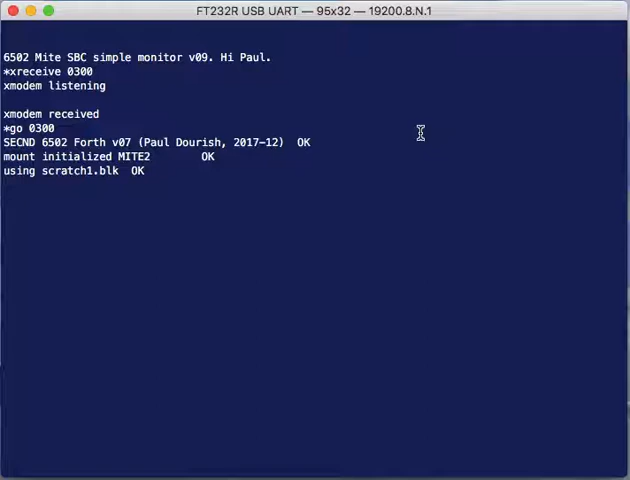 FT232R USB UART — 95x32 — 19200.8.N.1
6502 Mite SBC simple monitor v09. Hi Paul.
*xreceive 0300
xmodem listening
xmodem received
*go 0300
SECND 6502 Forth v07 (Paul Dourish, 2017-12)  OK
mount initialized MITE2        OK
using scratch1.blk  OK